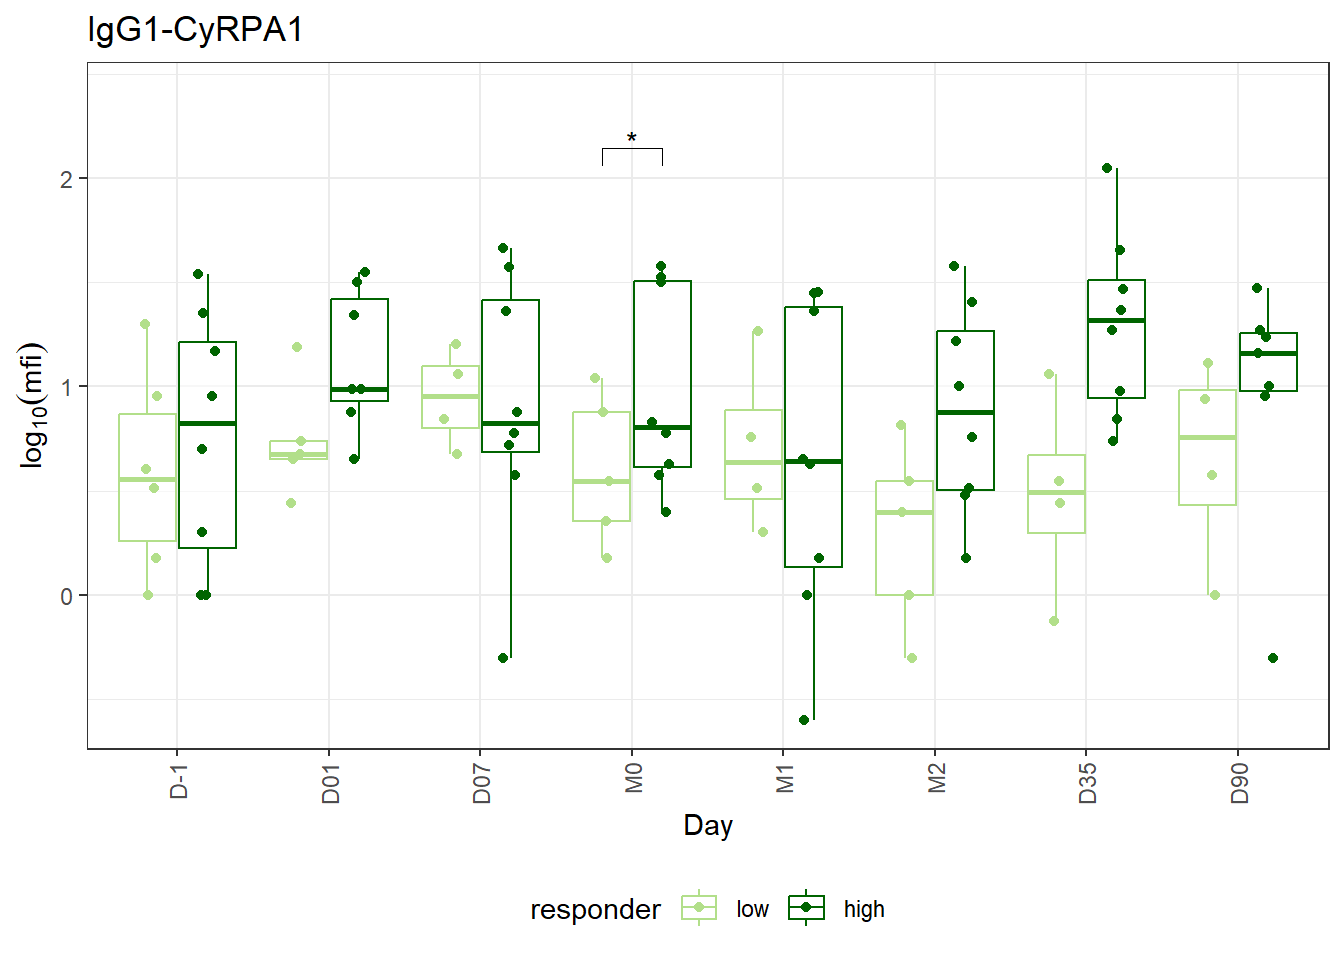 IgG1-CyRPA1
*
log₁₀(mfi)
2
1
0
D-1 D01 D07 M0 M1 M2 D35 D90
Day
responder low high